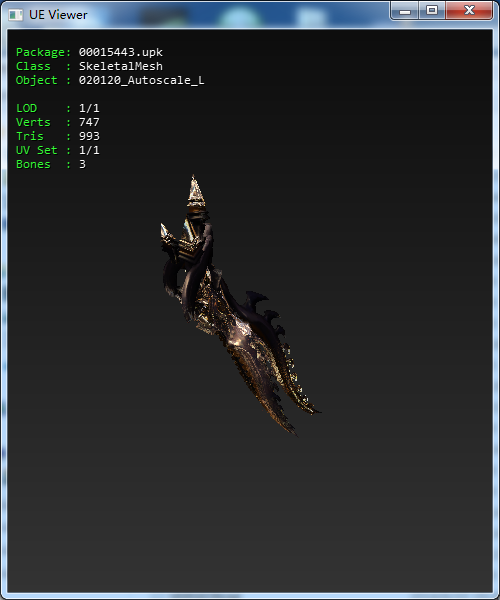 UE Viewer
Package: 00015443.upk
Class : SkeletalMesh
Object : 020120_Autoscale_L
LOD : 1/1
Verts : 747
Tris : 993
UV Set : 1/1
Bones : 3